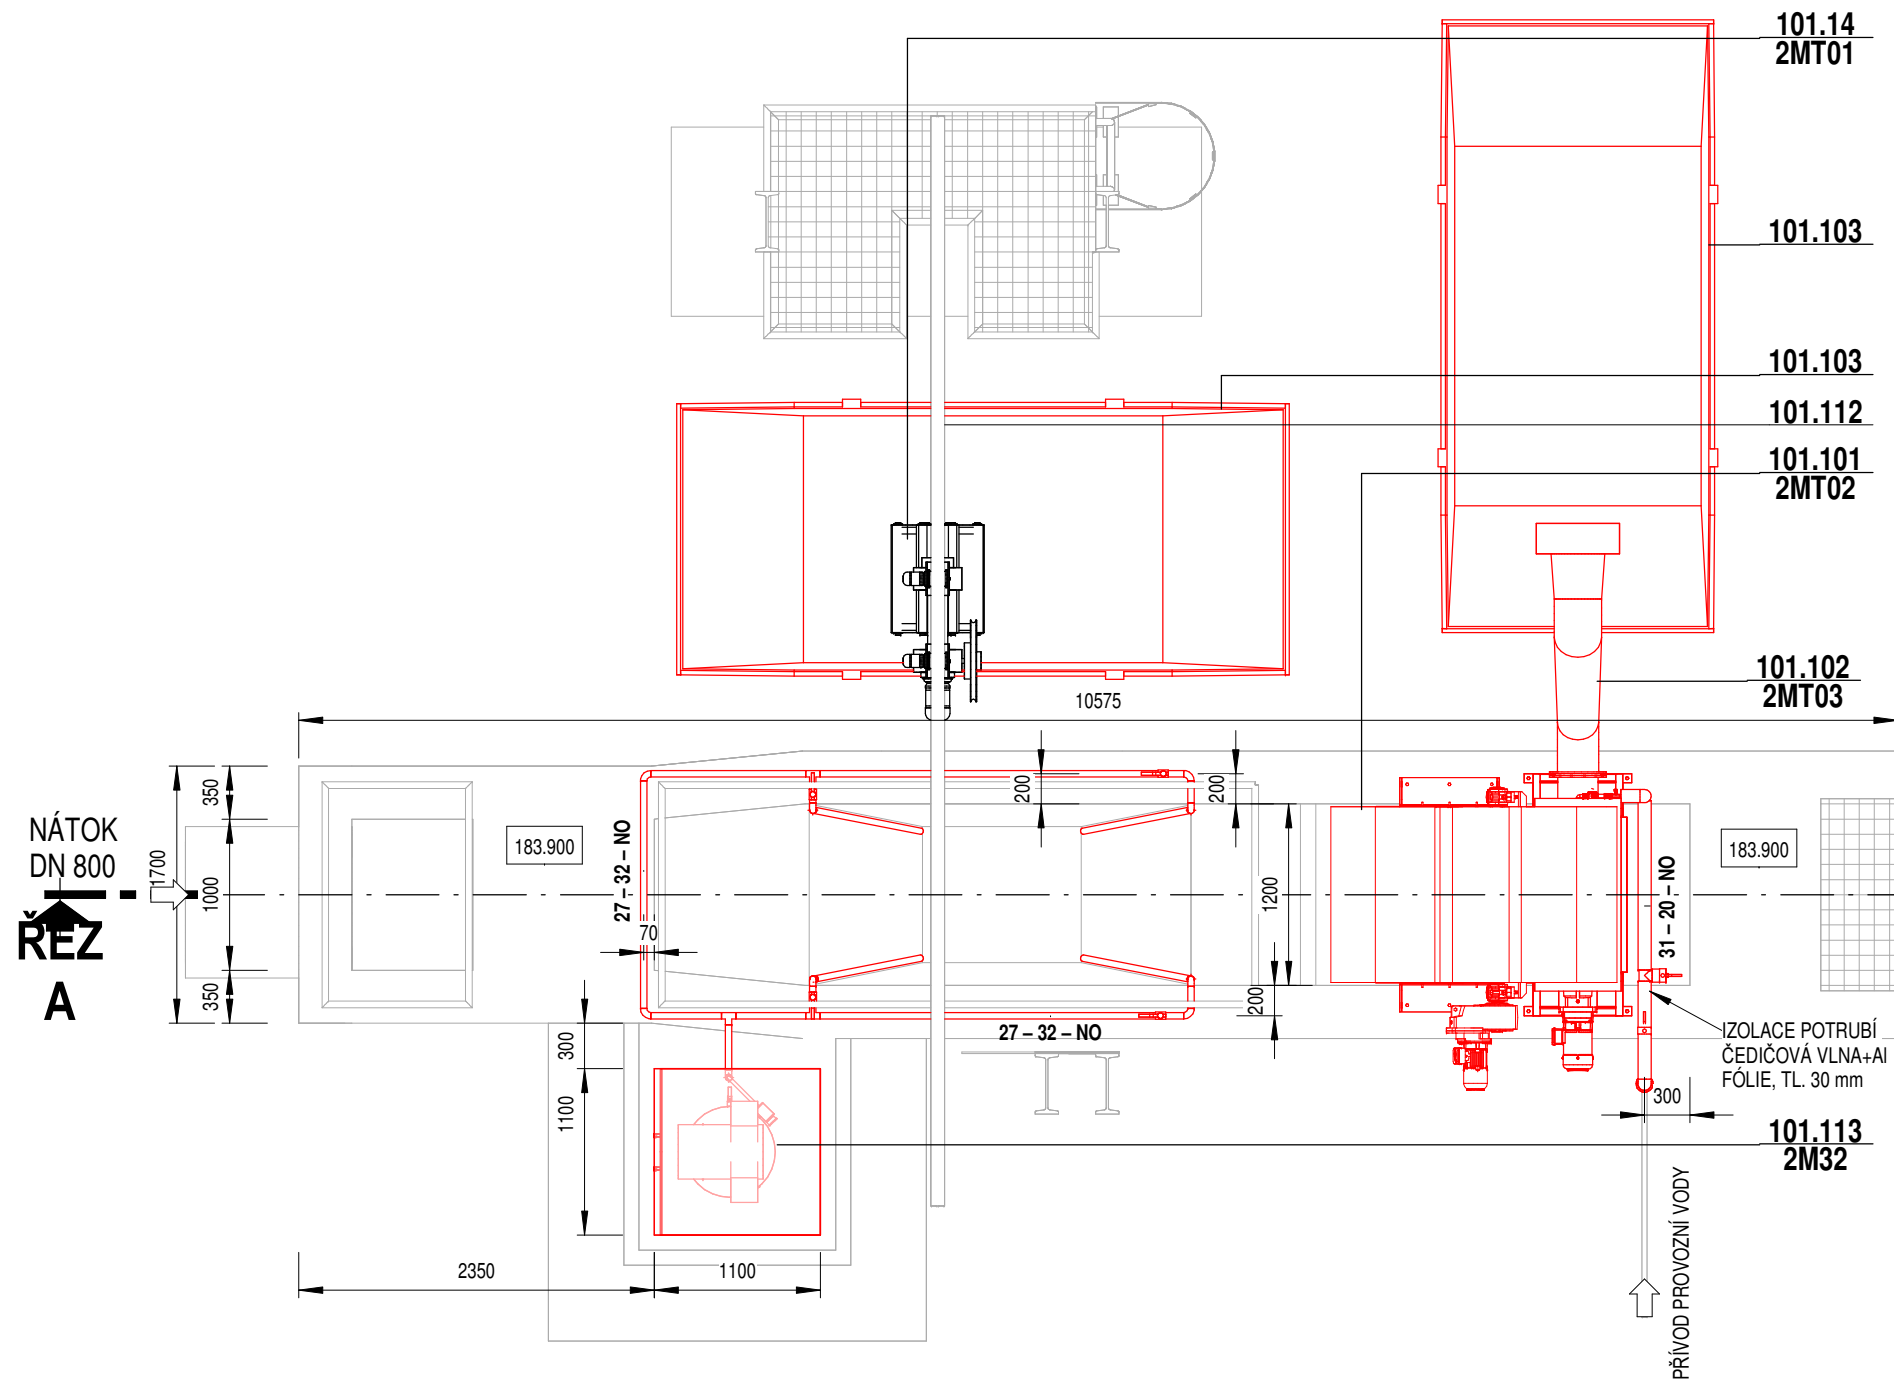 101.14
2MT01
101.103
101.103
101.112
101.101
2MT02
101.102
2MT03
10575
200
200
350
1000
350
1700
NÁTOK
DN 800
ŘEZ
A
183.900
27 – 32 – NO
70
1200
200
183.900
31 – 20 – NO
27 – 32 – NO
300
1100
IZOLACE POTRUBÍ
ČEDIČOVÁ VLNA+Al
FÓLIE, TL. 30 mm
300
101.113
2M32
2350
1100
PŘÍVOD PROVOZNÍ VODY